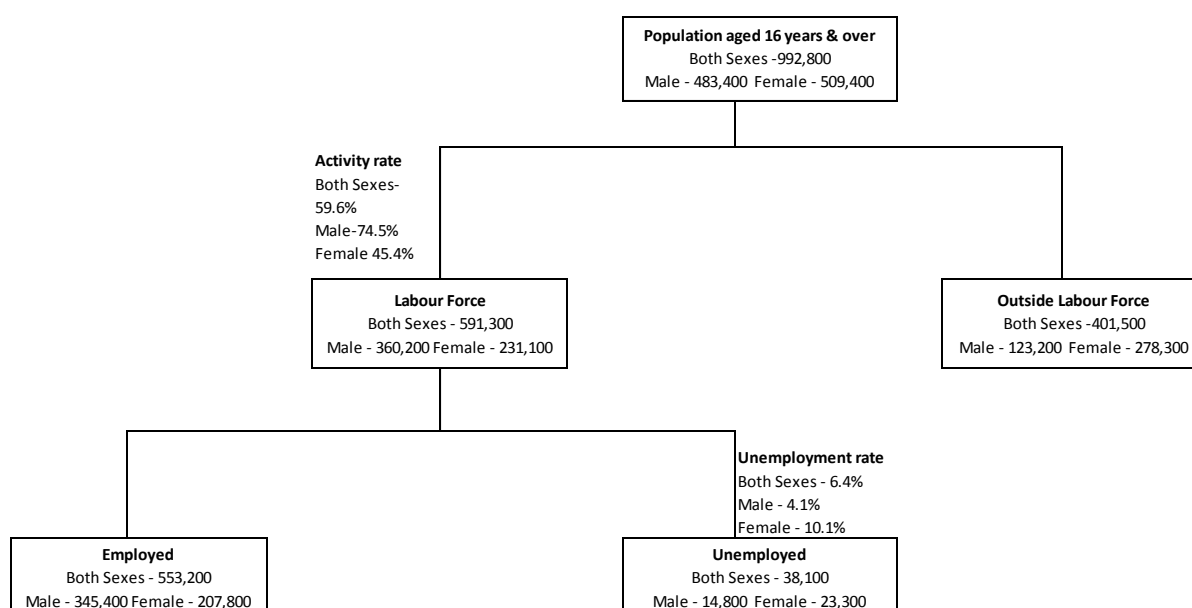 Population aged 16 years & over
Both Sexes -992,800
Male - 483,400 Female - 509,400
Activity rate
Both Sexes-
59.6%
Male-74.5%
Female 45.4%
Labour Force
Both Sexes - 591,300
Male - 360,200 Female - 231,100
Outside Labour Force
Both Sexes -401,500
Male - 123,200 Female - 278,300
Unemployment rate
Both Sexes - 6.4%
Male - 4.1%
Female - 10.1%
Employed
Both Sexes - 553,200
Male - 345,400 Female - 207,800
Unemployed
Both Sexes - 38,100
Male - 14,800 Female - 23,300